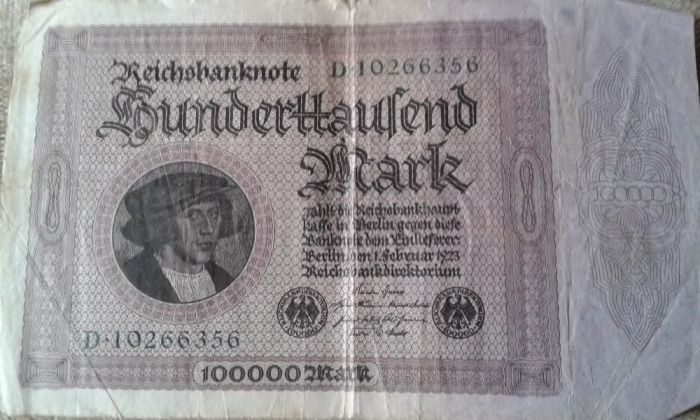 Reichsbanknote D·10266356
Hunderttausend
Mark
zahlt die Reichsbankhaupt-
kasse in Berlin gegen diese
Banknote dem Einlieferer.
Berlin, den 1. Februar 1923
Reichsbankdirektorium
D·10266356
100000 Mark